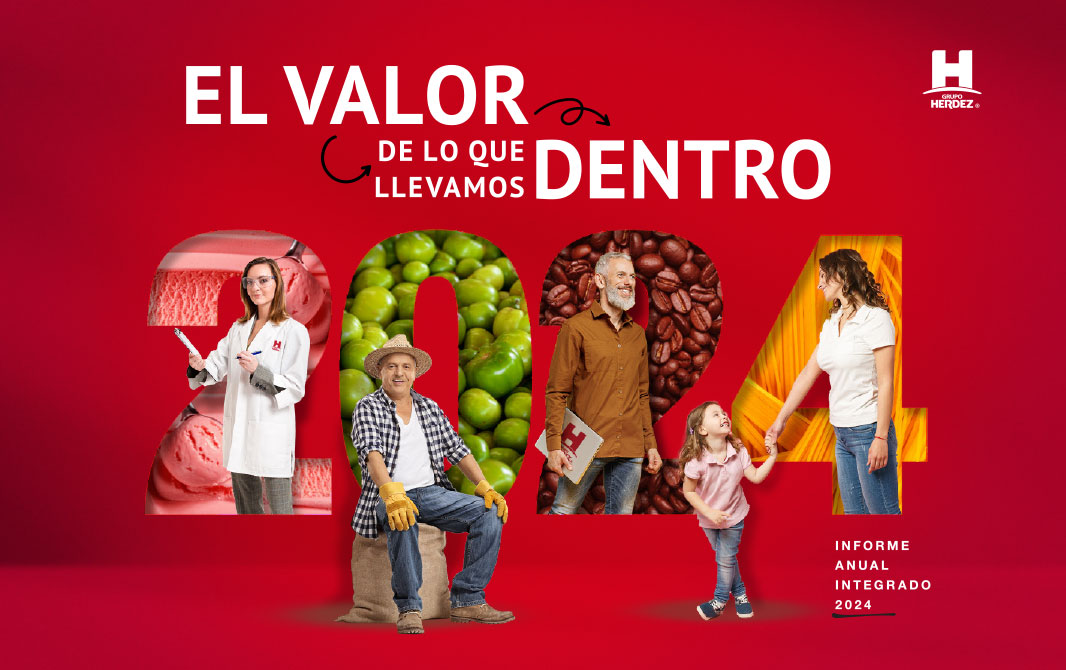 EL VALOR
DE LO QUE
LLEVAMOS
DENTRO
GRUPO
HERDEZ®
2024
INFORME
ANUAL
INTEGRADO
2024